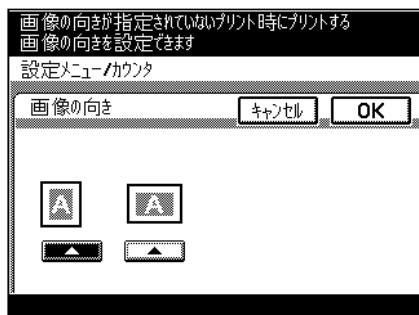 画像の向きが指定されていないプリント時にプリントする
画像の向きを設定できます
設定メニュー/カウンタ
画像の向き
キャンセル
OK
A
A